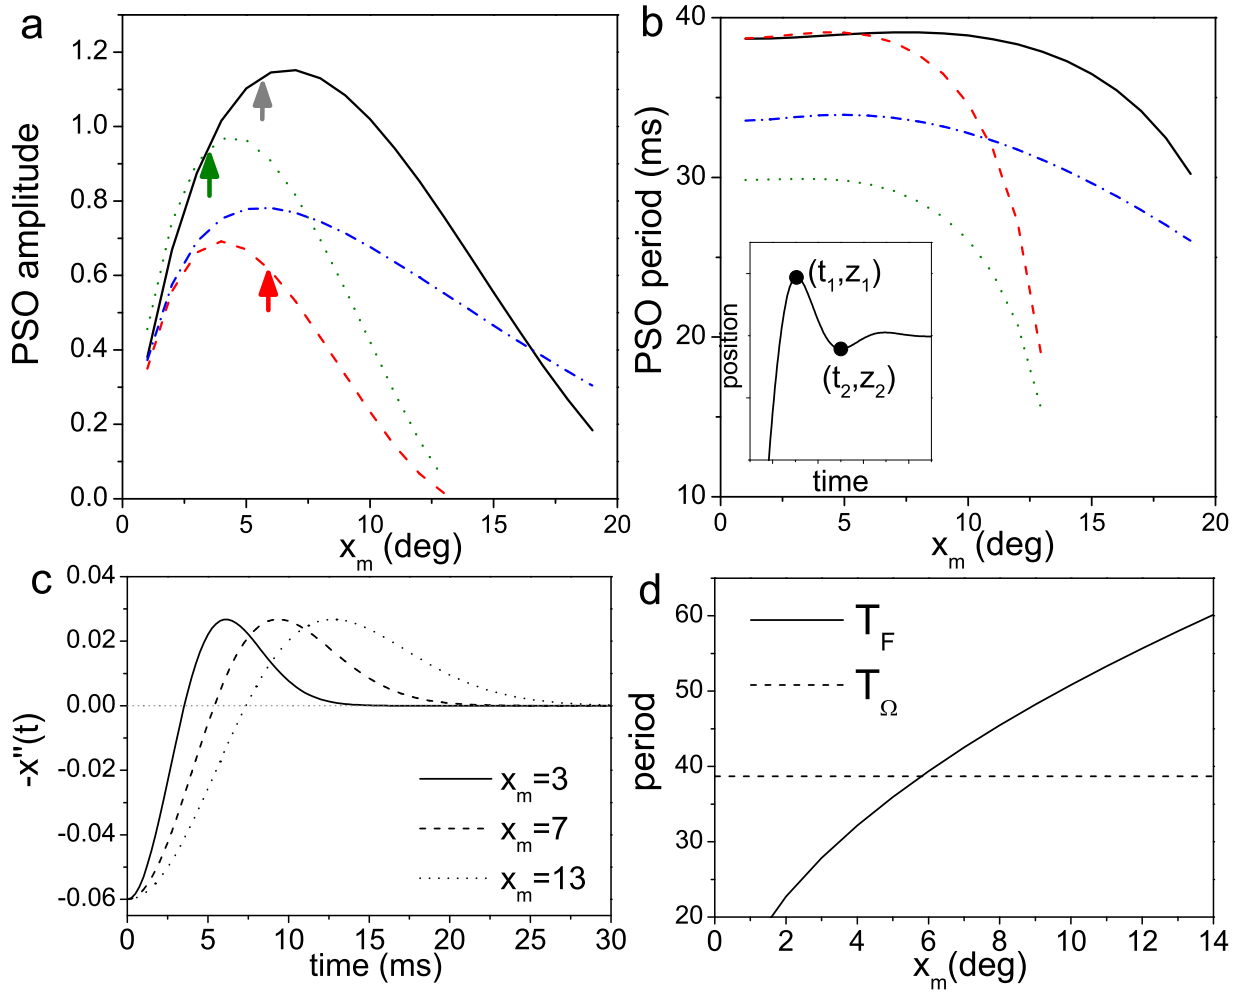 a
PSO amplitude
1.2
1.0
0.8
0.6
0.4
0.2
0.0
0 5 10 15 20
x_m (deg)
b
PSO period (ms)
40
30
20
10
(t_1,z_1)
(t_2,z_2)
position
time
0 5 10 15 20
x_m (deg)
c
-x"(t)
0.04
0.02
0.00
-0.02
-0.04
-0.06
x_m=3
x_m=7
x_m=13
0 5 10 15 20 25 30
time (ms)
d
period
60
50
40
30
20
T_F
T_Ω
0 2 4 6 8 10 12 14
x_m(deg)